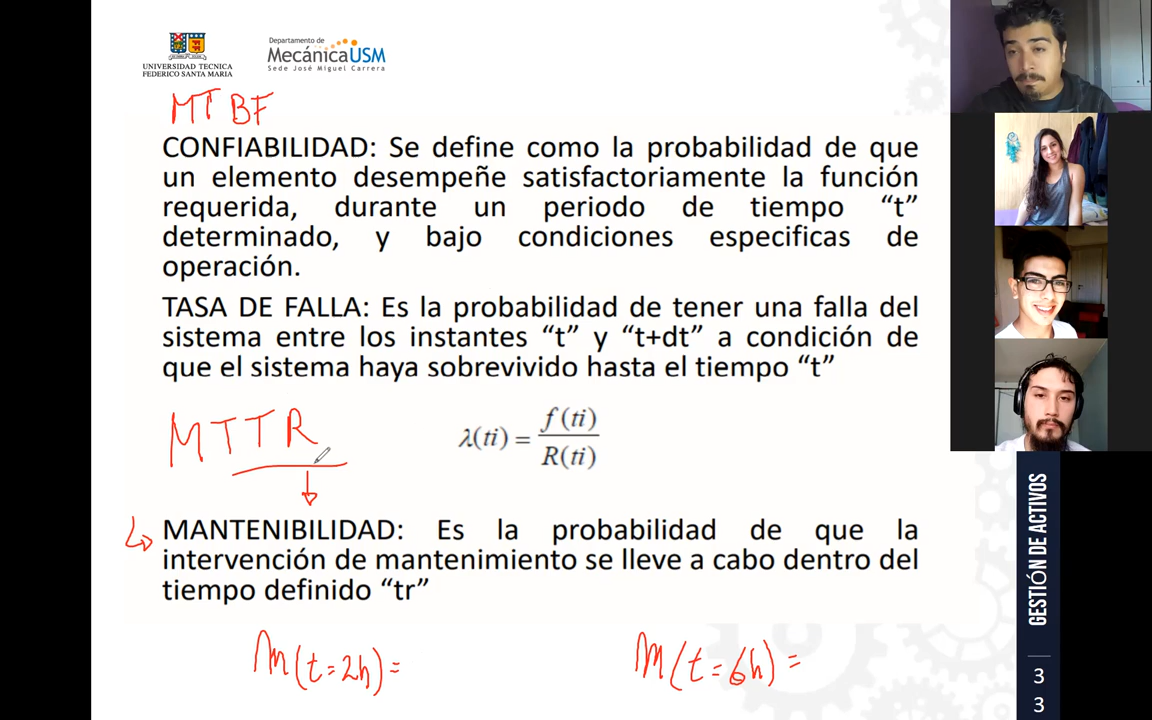 UNIVERSIDAD TECNICA
FEDERICO SANTA MARIA
Departamento de
MecánicaUSM
Sede José Miguel Carrera
MTBF
CONFIABILIDAD: Se define como la probabilidad de que
un elemento desempeñe satisfactoriamente la función
requerida, durante un periodo de tiempo “t”
determinado, y bajo condiciones especificas de
operación.
TASA DE FALLA: Es la probabilidad de tener una falla del
sistema entre los instantes “t” y “t+dt” a condición de
que el sistema haya sobrevivido hasta el tiempo “t”
MTTR
λ(ti) = f(ti) / R(ti)
MANTENIBILIDAD: Es la probabilidad de que la
intervención de mantenimiento se lleve a cabo dentro del
tiempo definido “tr”
M(t=2h)=
M(t=6h)=
GESTIÓN DE ACTIVOS
3
3